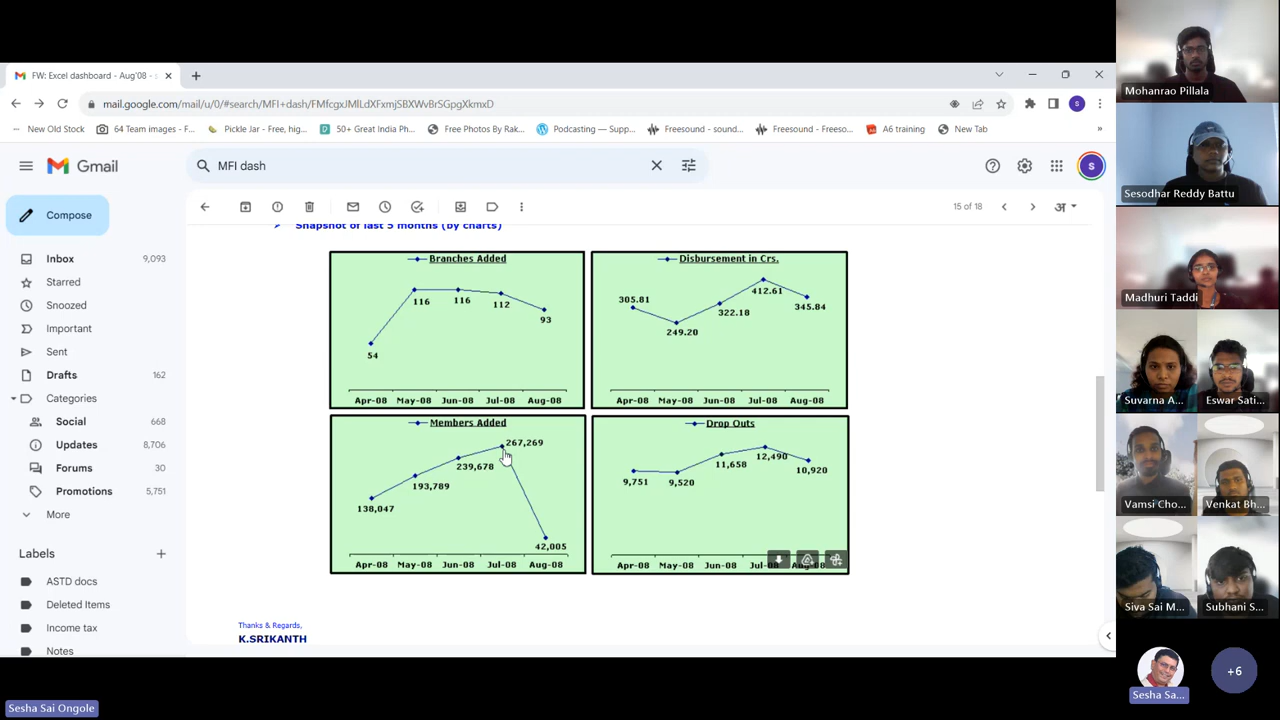 FW: Excel dashboard - Aug'08 - s
mail.google.com/mail/u/0/#search/MFI+dash/FMfcgxJMlLdXFxmjSBXWvBrSGpgXkmxD
New Old Stock
64 Team images - F...
Pickle Jar - Free, hig...
50+ Great India Ph...
Free Photos By Rak...
Podcasting — Supp...
Freesound - sound...
Freesound - Freeso...
A6 training
New Tab
»
Gmail
MFI dash
S
Compose
15 of 18
अ
Inbox 9,093
Starred
Snoozed
Important
Sent
Drafts 162
Categories
Social 668
Updates 8,706
Forums 30
Promotions 5,751
More
Labels
ASTD docs
Deleted Items
Income tax
Notes
Snapshot of last 5 months (by charts)
Branches Added
54
116
116
112
93
Apr-08 May-08 Jun-08 Jul-08 Aug-08
Disbursement in Crs.
305.81
249.20
322.18
412.61
345.84
Apr-08 May-08 Jun-08 Jul-08 Aug-08
Members Added
138,047
193,789
239,678
267,269
42,005
Apr-08 May-08 Jun-08 Jul-08 Aug-08
Drop Outs
9,751
9,520
11,658
12,490
10,920
Apr-08 May-08 Jun-08 Jul-08 Aug-08
Thanks & Regards,
K.SRIKANTH
Mohanrao Pillala
Sesodhar Reddy Battu
Madhuri Taddi
Suvarna A...
Eswar Sati...
Vamsi Cho...
Venkat Bh...
Siva Sai M...
Subhani S...
Sesha Sa...
+6
Sesha Sai Ongole